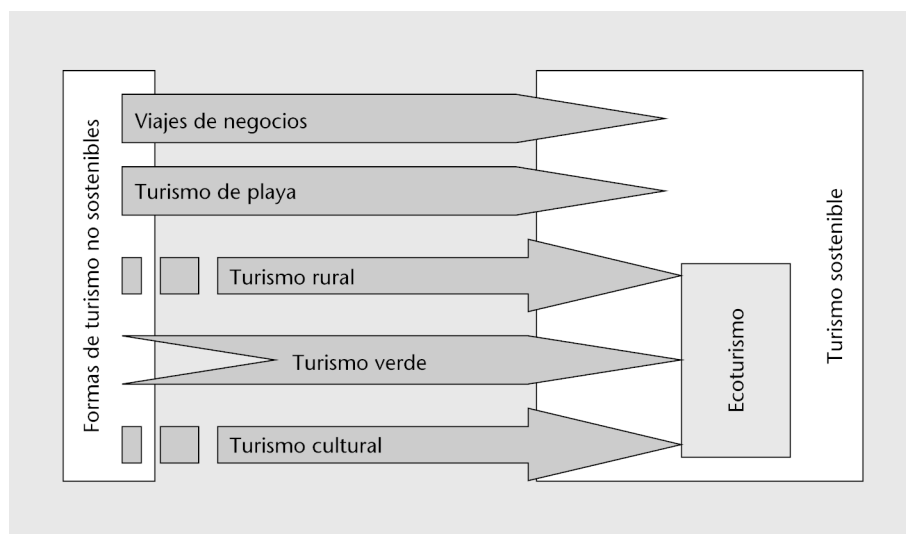 Formas de turismo no sostenibles
Viajes de negocios
Turismo de playa
Turismo rural
Turismo verde
Turismo cultural
Ecoturismo
Turismo sostenible